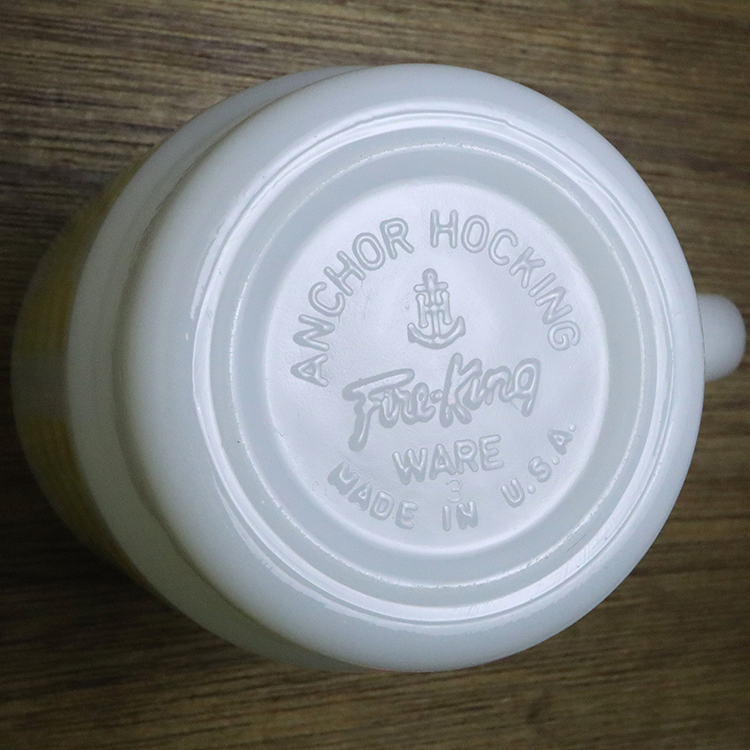 ANCHOR HOCKING
H
Fire-King
WARE
3
MADE IN U.S.A.